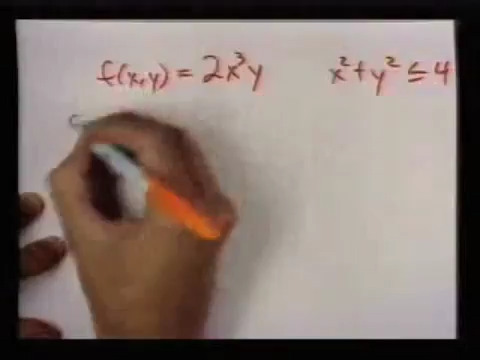 f(x,y) = 2x³y x² + y² ≤ 4